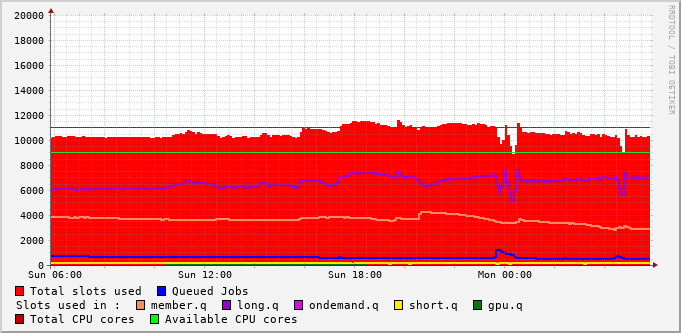 20000
18000
16000
14000
12000
10000
8000
6000
4000
2000
0
Sun 06:00 Sun 12:00 Sun 18:00 Mon 00:00
Total slots used Queued Jobs
Slots used in : member.q long.q ondemand.q short.q gpu.q
Total CPU cores Available CPU cores
RRDTOOL / TOBI OETIKER